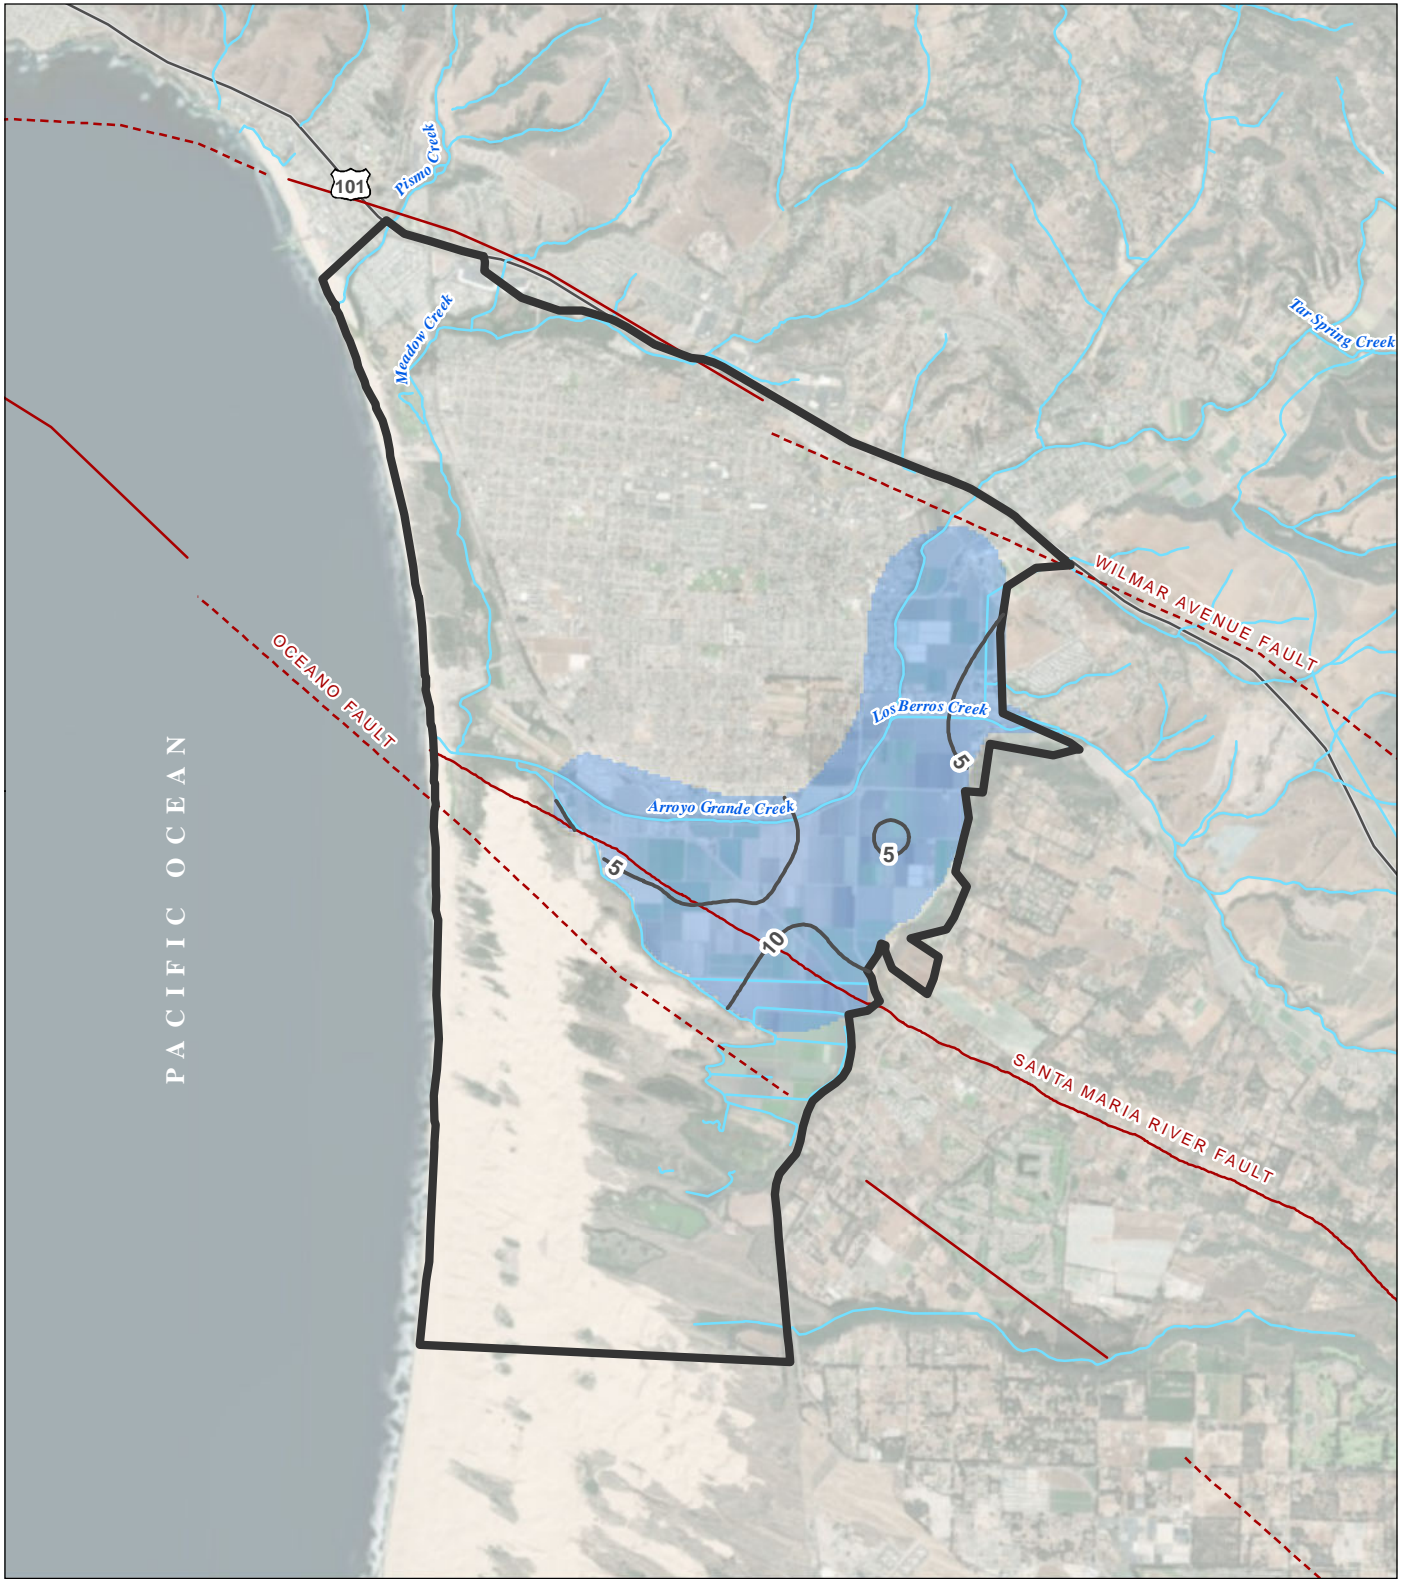 Pismo Creek
101
Meadow Creek
Tar Spring Creek
WILMAR AVENUE FAULT
OCEANO FAULT
Los Berros Creek
5
PACIFIC OCEAN
Arroyo Grande Creek
5
5
10
SANTA MARIA RIVER FAULT